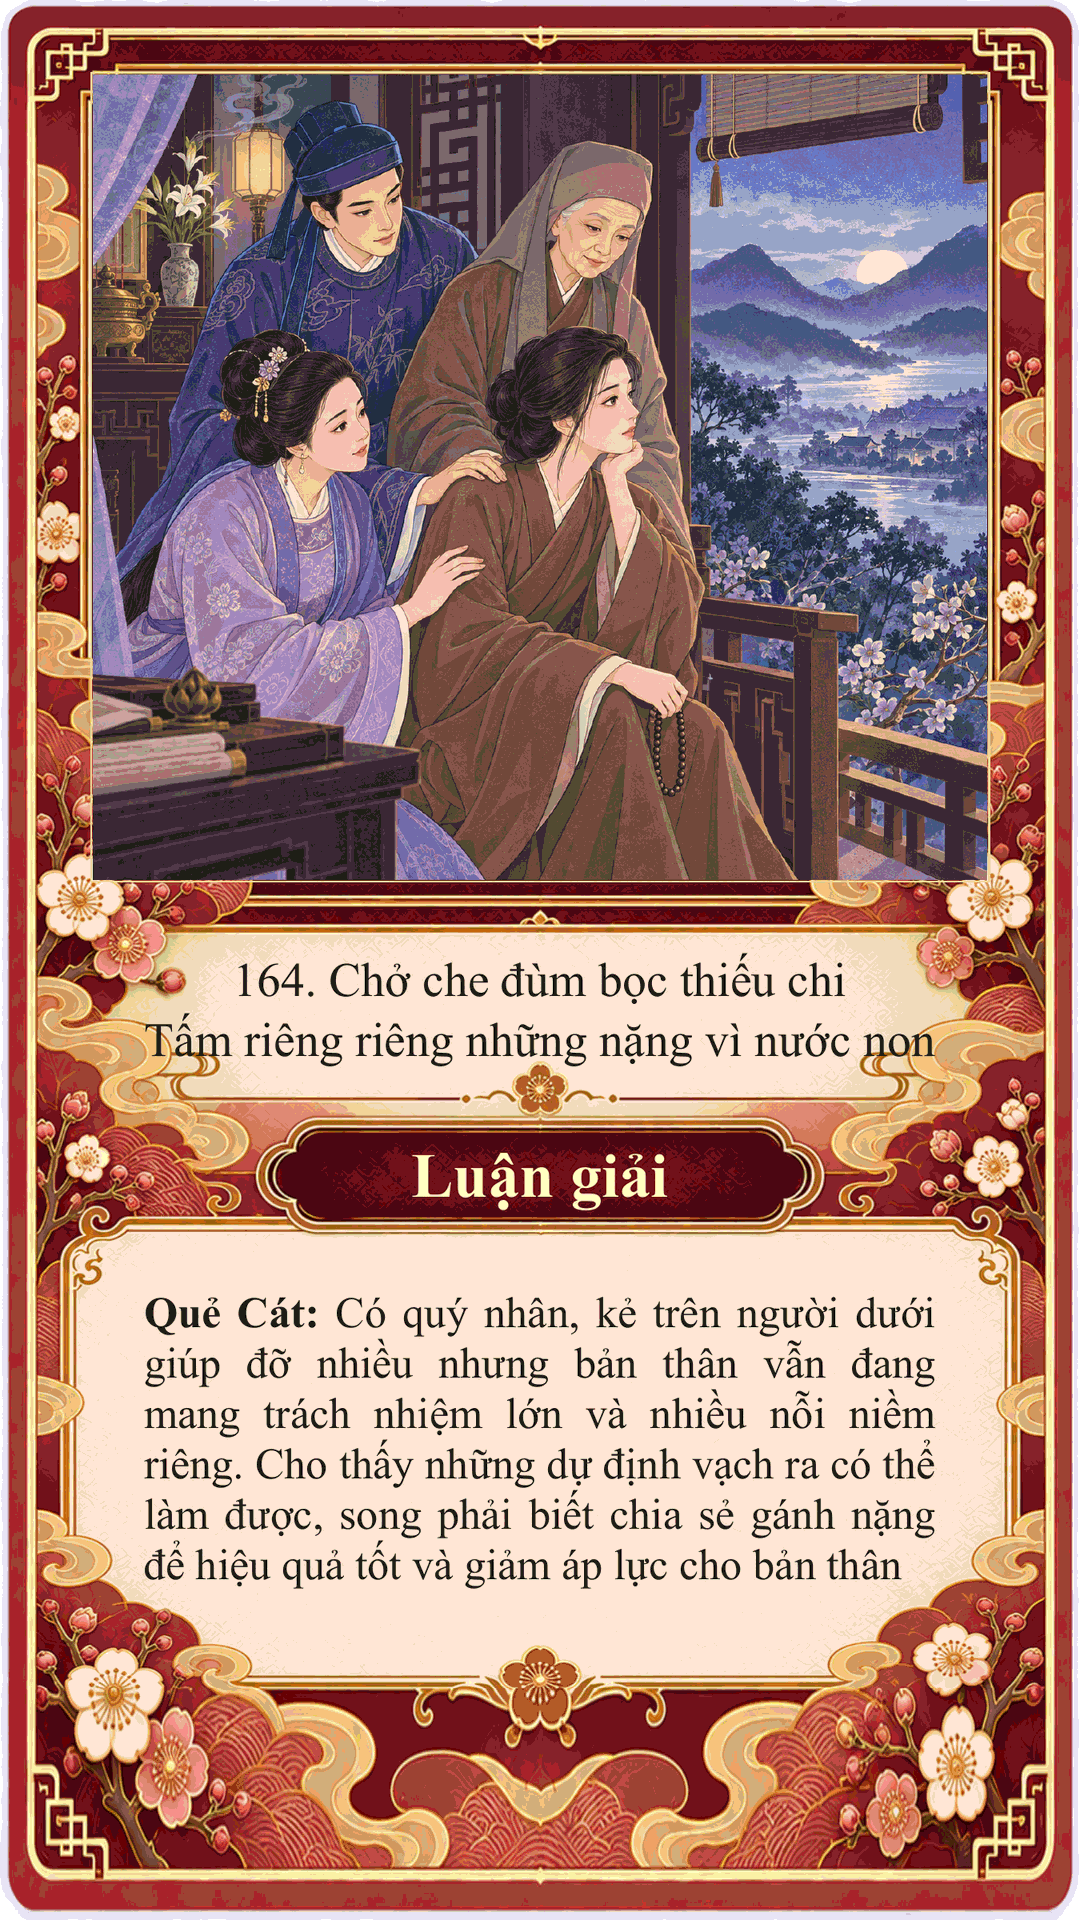 164. Chở che đùm bọc thiếu chi
Tấm riêng riêng những nặng vì nước non
Luận giải
Quẻ Cát: Có quý nhân, kẻ trên người dưới
giúp đỡ nhiều nhưng bản thân vẫn đang
mang trách nhiệm lớn và nhiều nỗi niềm
riêng. Cho thấy những dự định vạch ra có thể
làm được, song phải biết chia sẻ gánh nặng
để hiệu quả tốt và giảm áp lực cho bản thân